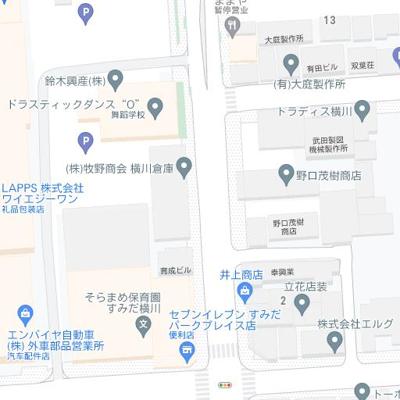 ままや
暫停营业
13
大庭製作所
有田ビル
双葉荘
鈴木興産(株)
(有)大庭製作所
ドラスティックダンス“O”
舞蹈学校
トラディス横川
武田製図
機械製作所
(株)牧野商会 横川倉庫
野口茂樹商店
LAPPS 株式会社
ワイエジーワン
礼品包装店
野口茂樹
商店
育成ビル
井上商店
奉興業
そらまめ保育園
すみだ横川
2
立花店装
セブンイレブン すみだ
パークプレイス店
便利店
エンパイヤ自動車
(株) 外車部品営業所
汽车配件店
株式会社エルグ
トーホ